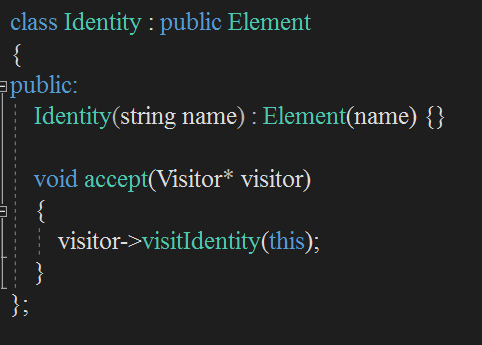 class Identity : public Element
{
public:
Identity(string name) : Element(name) {}
void accept(Visitor* visitor)
{
visitor->visitIdentity(this);
}
};